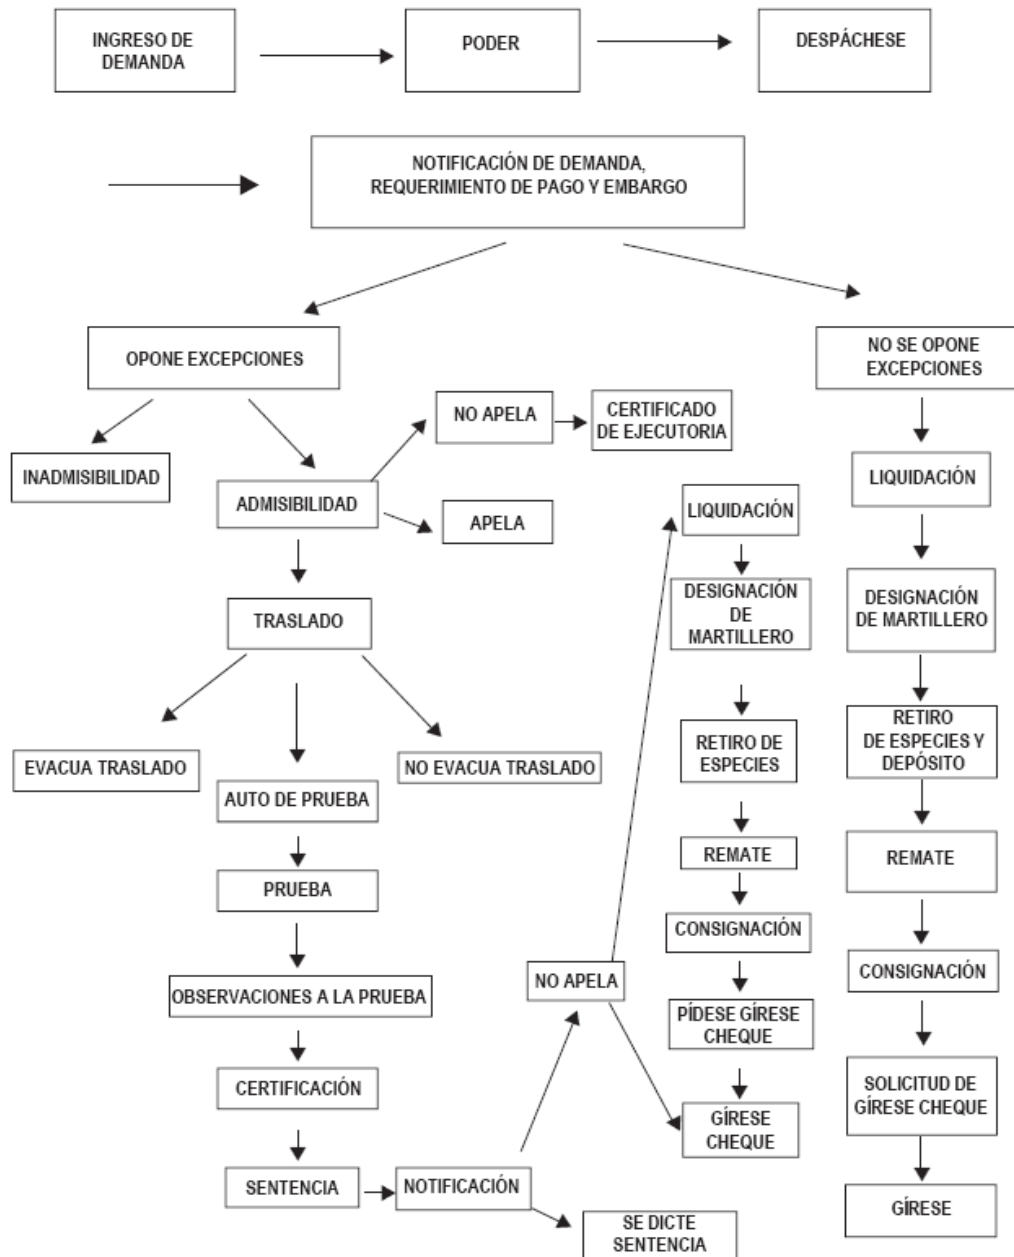 INGRESO DE
DEMANDA
PODER
DESPÁCHESE
NOTIFICACIÓN DE DEMANDA,
REQUERIMIENTO DE PAGO Y EMBARGO
OPONE EXCEPCIONES
NO SE OPONE
EXCEPCIONES
INADMISIBILIDAD
ADMISIBILIDAD
NO APELA
CERTIFICADO
DE EJECUTORIA
APELA
TRASLADO
EVACUA TRASLADO
NO EVACUA TRASLADO
AUTO DE PRUEBA
PRUEBA
OBSERVACIONES A LA PRUEBA
CERTIFICACIÓN
SENTENCIA
NOTIFICACIÓN
NO APELA
SE DICTE
SENTENCIA
LIQUIDACIÓN
DESIGNACIÓN
DE
MARTILLERO
RETIRO DE
ESPECIES
REMATE
CONSIGNACIÓN
PÍDESE GÍRESE
CHEQUE
GÍRESE
CHEQUE
LIQUIDACIÓN
DESIGNACIÓN
DE MARTILLERO
RETIRO
DE ESPECIES Y
DEPÓSITO
REMATE
CONSIGNACIÓN
SOLICITUD DE
GÍRESE CHEQUE
GÍRESE